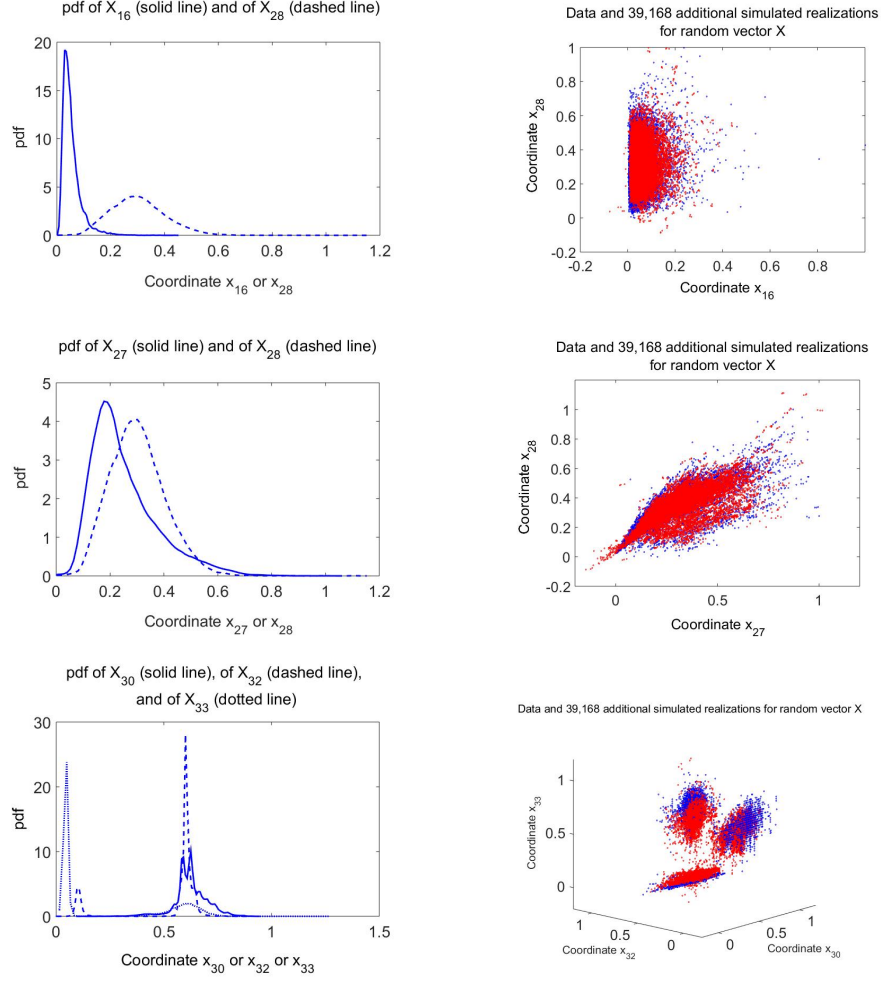 pdf of X16 (solid line) and of X28 (dashed line)
20
15
10
5
0
pdf
0 0.2 0.4 0.6 0.8 1 1.2
Coordinate x16 or x28
Data and 39,168 additional simulated realizations
for random vector X
1
0.8
0.6
0.4
0.2
0
-0.2
Coordinate x28
-0.2 0 0.2 0.4 0.6 0.8
Coordinate x16
pdf of X27 (solid line) and of X28 (dashed line)
5
4
3
2
1
0
pdf
0 0.2 0.4 0.6 0.8 1 1.2
Coordinate x27 or x28
Data and 39,168 additional simulated realizations
for random vector X
1
0.8
0.6
0.4
0.2
0
-0.2
Coordinate x28
0 0.5 1
Coordinate x27
pdf of X30 (solid line), of X32 (dashed line),
and of X33 (dotted line)
30
20
10
0
pdf
0 0.5 1 1.5
Coordinate x30 or x32 or x33
Data and 39,168 additional simulated realizations for random vector X
1
0.5
0
Coordinate x33
1 0.5 0
Coordinate x32
0 0.5 1
Coordinate x30